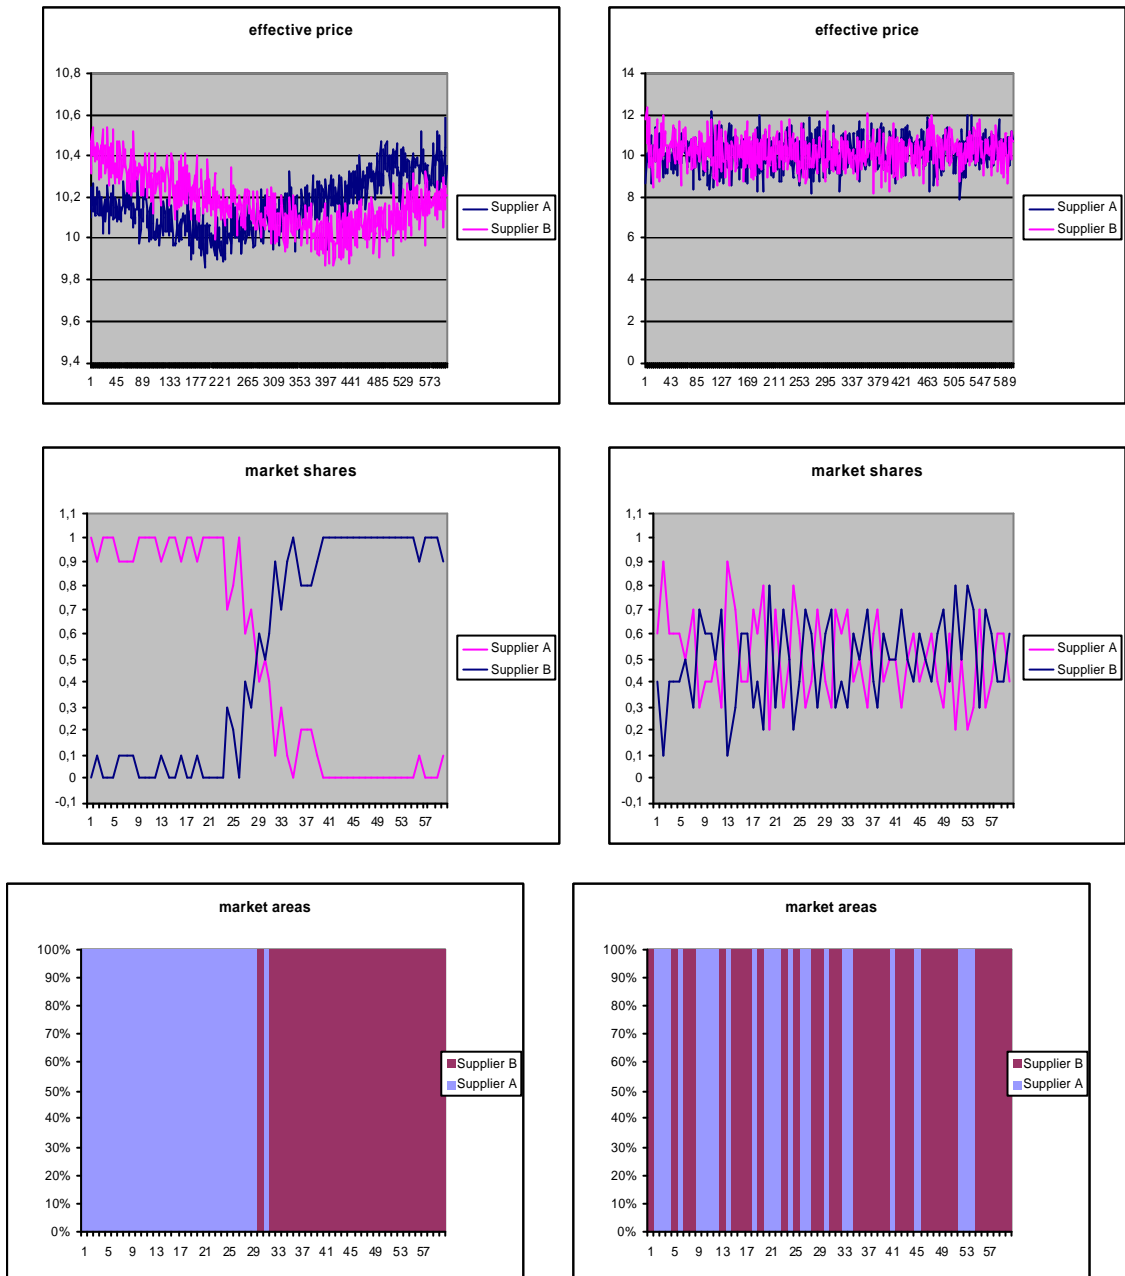 effective price
10,8
10,6
10,4
10,2
10
9,8
9,6
9,4
1 45 89 133 177 221 265 309 353 397 441 485 529 573
Supplier A
Supplier B
effective price
14
12
10
8
6
4
2
0
1 43 85 127 169 211 253 295 337 379 421 463 505 547 589
Supplier A
Supplier B
market shares
1,1
1
0,9
0,8
0,7
0,6
0,5
0,4
0,3
0,2
0,1
0
-0,1
1 5 9 13 17 21 25 29 33 37 41 45 49 53 57
Supplier A
Supplier B
market shares
1,1
1
0,9
0,8
0,7
0,6
0,5
0,4
0,3
0,2
0,1
0
-0,1
1 5 9 13 17 21 25 29 33 37 41 45 49 53 57
Supplier A
Supplier B
market areas
100%
90%
80%
70%
60%
50%
40%
30%
20%
10%
0%
1 5 9 13 17 21 25 29 33 37 41 45 49 53 57
Supplier B
Supplier A
market areas
100%
90%
80%
70%
60%
50%
40%
30%
20%
10%
0%
1 5 9 13 17 21 25 29 33 37 41 45 49 53 57
Supplier B
Supplier A